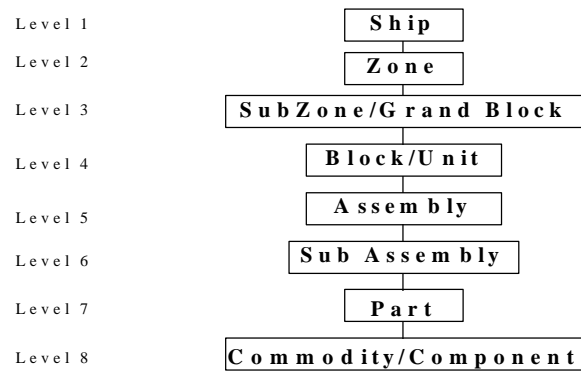 Level 1 Ship
Level 2 Zone
Level 3 SubZone/Grand Block
Level 4 Block/Unit
Level 5 Assembly
Level 6 Sub Assembly
Level 7 Part
Level 8 Commodity/Component